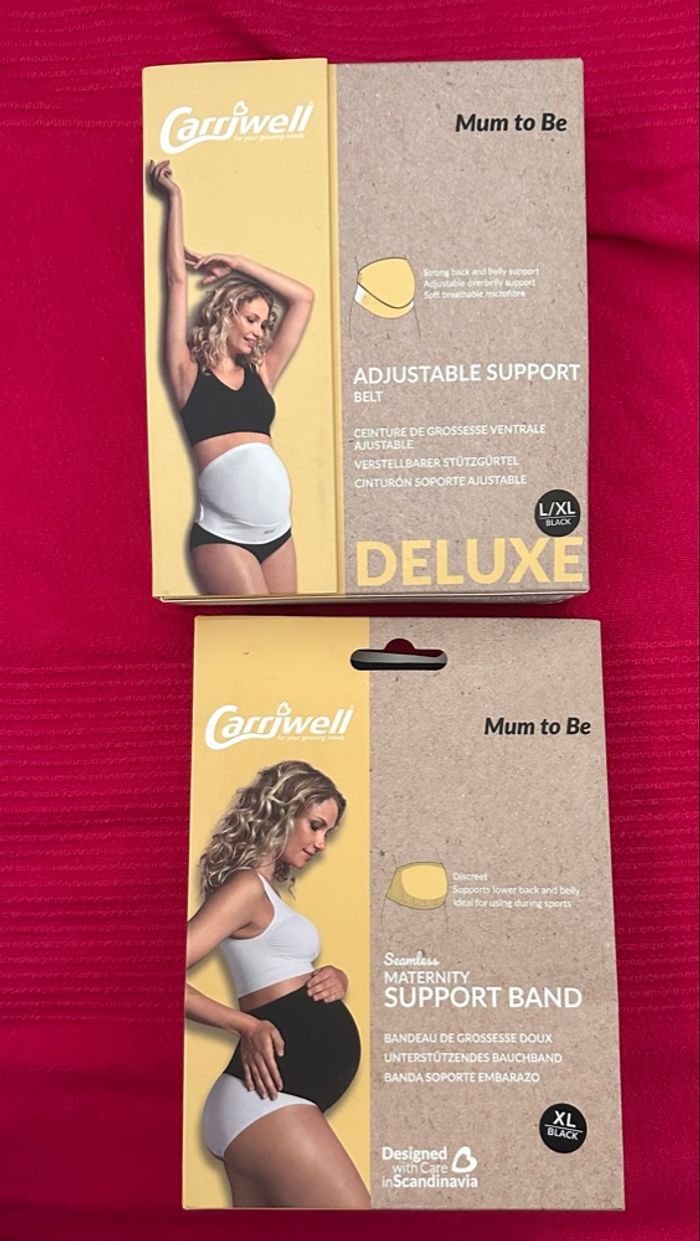 Carriwell
for your growing needs
Mum to Be
Strong back and belly support
Adjustable overbelly support
Soft breathable microfibre
ADJUSTABLE SUPPORT
BELT
CEINTURE DE GROSSESSE VENTRALE
AJUSTABLE
VERSTELLBARER STÜTZGÜRTEL
CINTURÓN SOPORTE AJUSTABLE
L/XL
BLACK
DELUXE
Carriwell
for your growing needs
Mum to Be
Discreet
Supports lower back and belly
Ideal for using during sports
Seamless
MATERNITY
SUPPORT BAND
BANDEAU DE GROSSESSE DOUX
UNTERSTÜTZENDES BAUCHBAND
BANDA SOPORTE EMBARAZO
XL
BLACK
Designed
with Care
inScandinavia